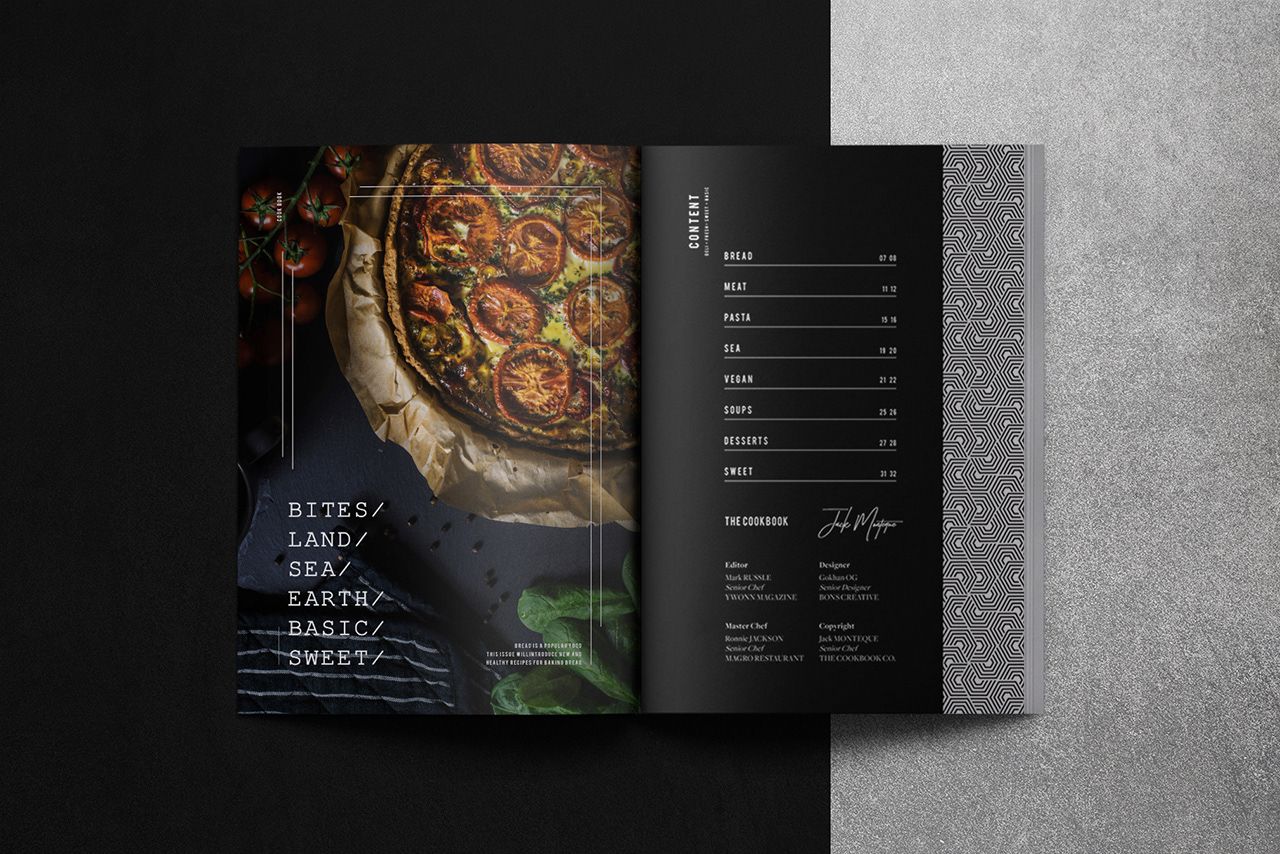 COOK BOOK
BITES/
LAND/
SEA/
EARTH/
BASIC/
SWEET/
BREAD IS A POPULAR FOOD
THIS ISSUE WILLINTRODUCE NEW AND
HEALTHY RECIPES FOR BAKING BREAD
CONTENT
DELI • FRESH • SWEET • BASIC
BREAD 07 08
MEAT 11 12
PASTA 15 16
SEA 19 20
VEGAN 21 22
SOUPS 25 26
DESSERTS 27 28
SWEET 31 32
THE COOKBOOK
Jack Monteque
Editor
Mark RUSSLE
Senior Chef
YWONN MAGAZINE
Designer
Gokhan OG
Senior Designer
BONS CREATIVE
Master Chef
Ronnie JACKSON
Senior Chef
MAGRO RESTAURANT
Copyright
Jack MONTEQUE
Senior Chef
THE COOKBOOK CO.